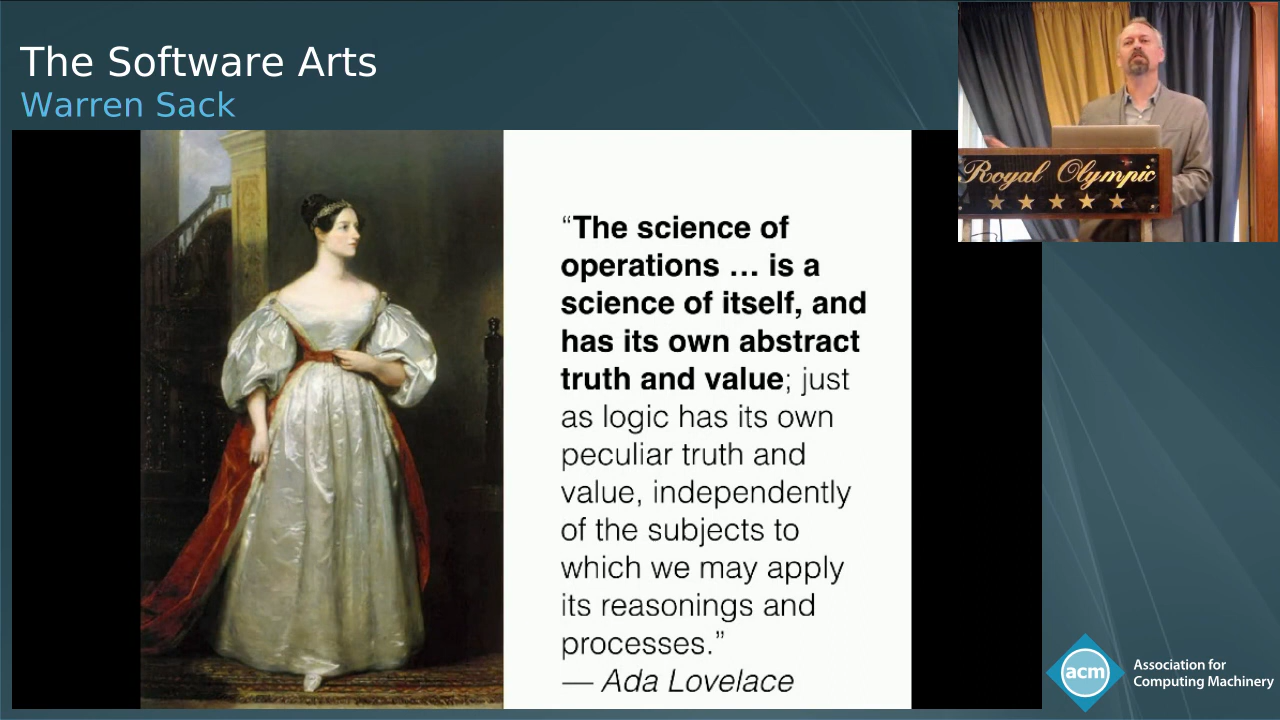 The Software Arts
Warren Sack
Royal Olympic
“The science of
operations ... is a
science of itself, and
has its own abstract
truth and value; just
as logic has its own
peculiar truth and
value, independently
of the subjects to
which we may apply
its reasonings and
processes.”
— Ada Lovelace
acm
Association for
Computing Machinery